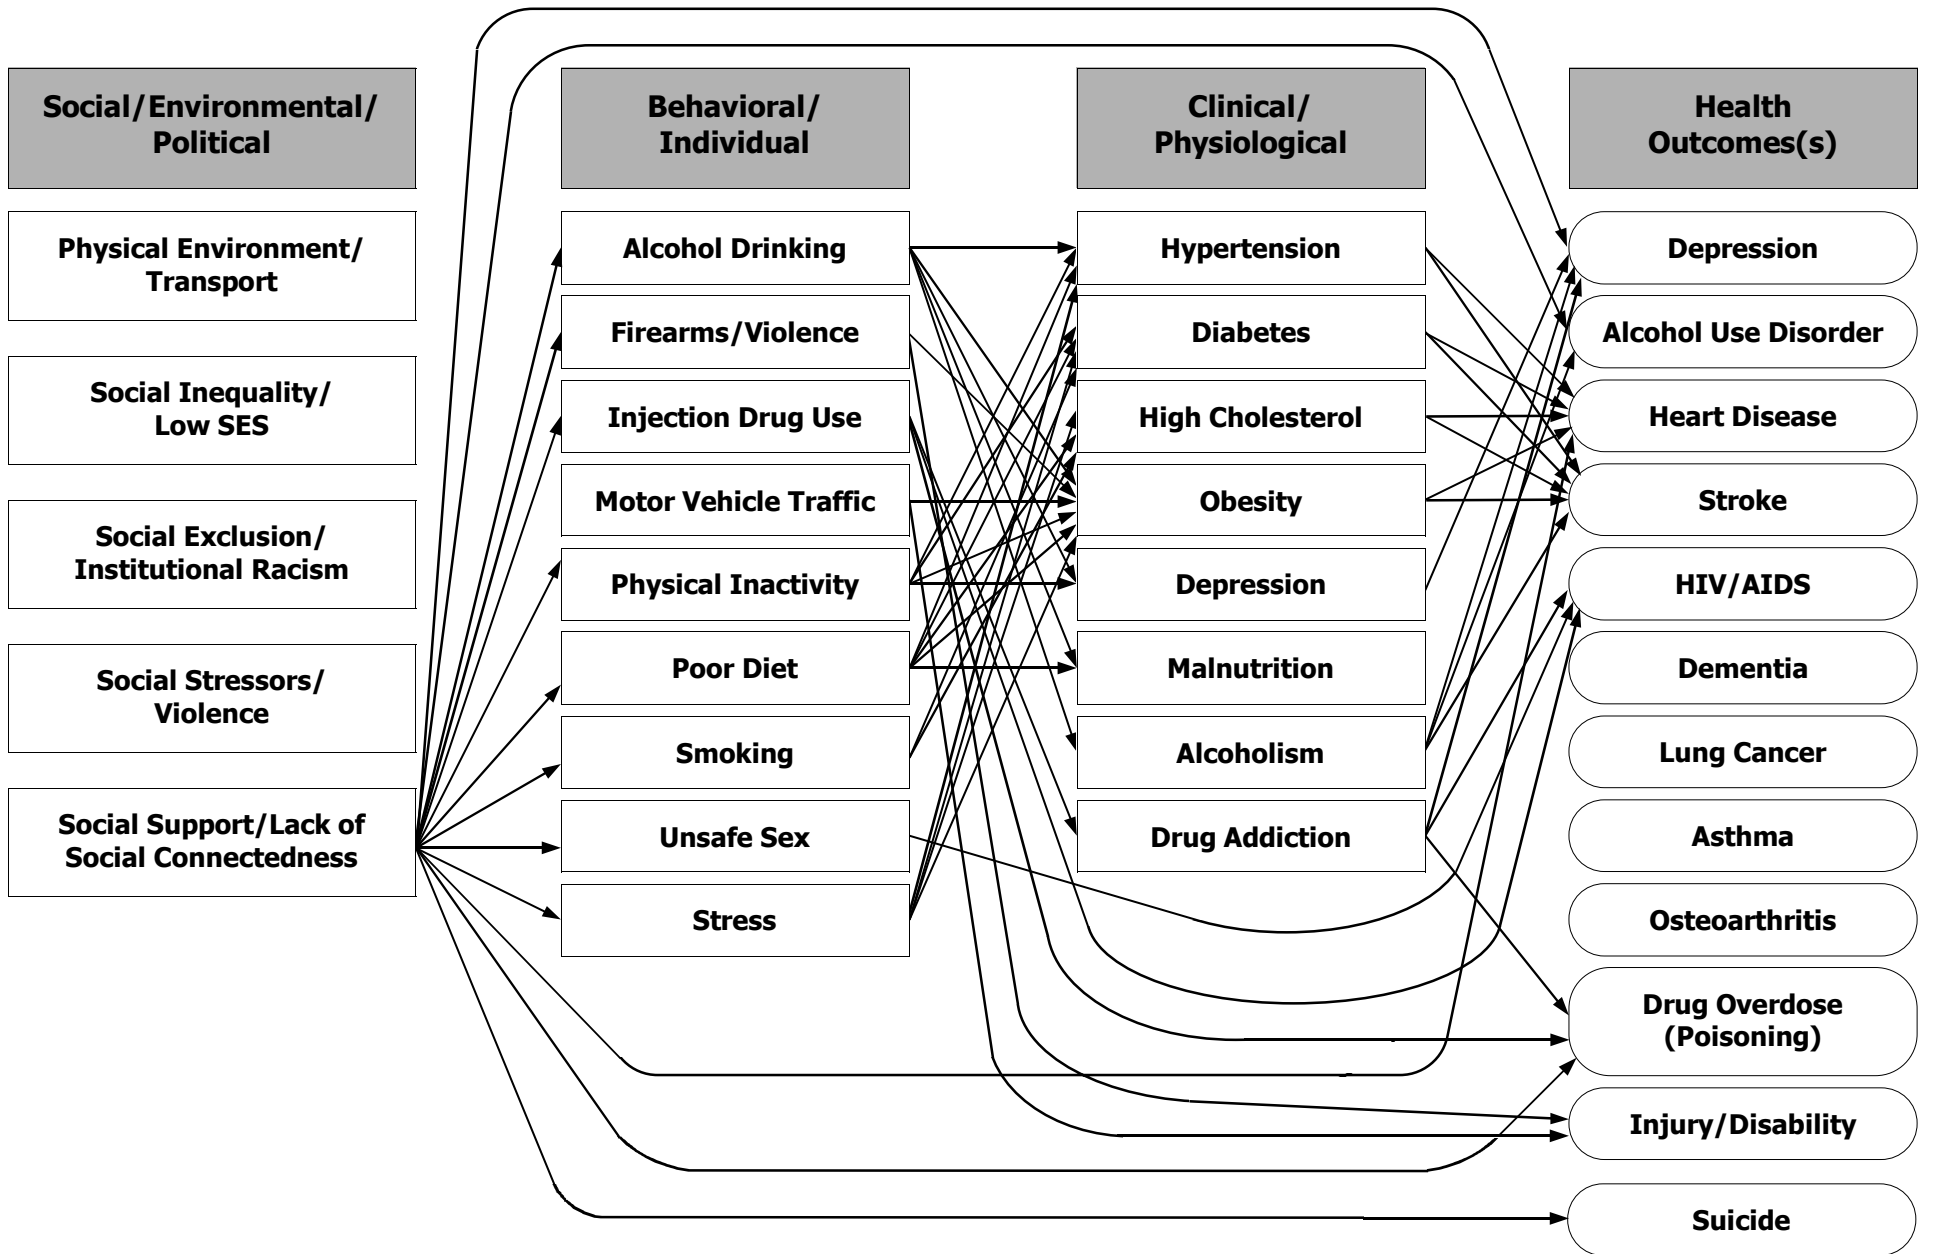 Social/Environmental/
Political
Physical Environment/
Transport
Social Inequality/
Low SES
Social Exclusion/
Institutional Racism
Social Stressors/
Violence
Social Support/Lack of
Social Connectedness
Behavioral/
Individual
Alcohol Drinking
Firearms/Violence
Injection Drug Use
Motor Vehicle Traffic
Physical Inactivity
Poor Diet
Smoking
Unsafe Sex
Stress
Clinical/
Physiological
Hypertension
Diabetes
High Cholesterol
Obesity
Depression
Malnutrition
Alcoholism
Drug Addiction
Health
Outcomes(s)
Depression
Alcohol Use Disorder
Heart Disease
Stroke
HIV/AIDS
Dementia
Lung Cancer
Asthma
Osteoarthritis
Drug Overdose
(Poisoning)
Injury/Disability
Suicide